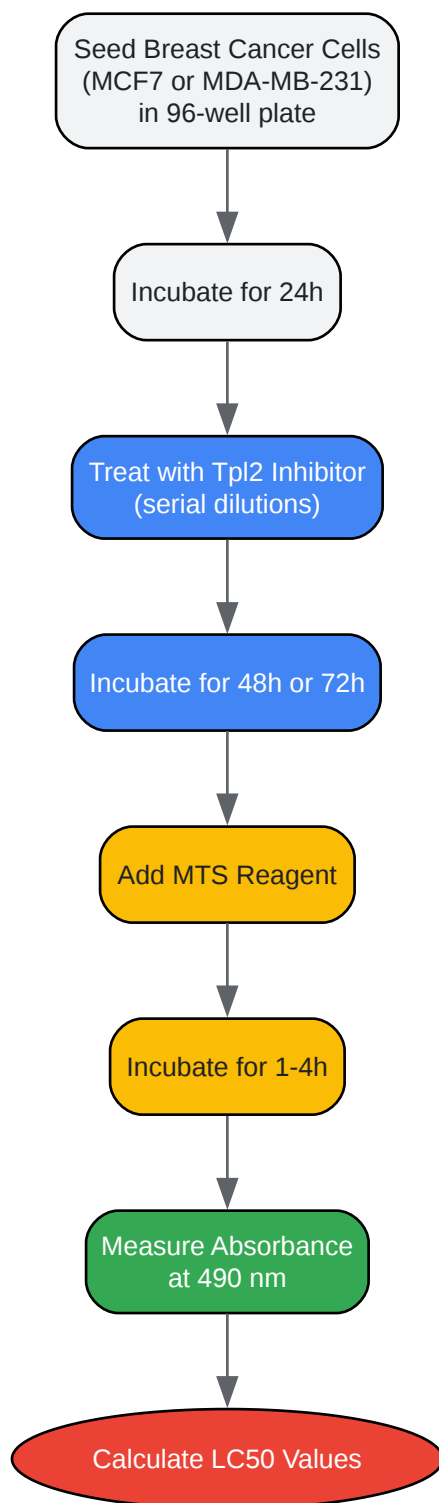 Seed Breast Cancer Cells
(MCF7 or MDA-MB-231)
in 96-well plate
Incubate for 24h
Treat with Tpl2 Inhibitor
(serial dilutions)
Incubate for 48h or 72h
Add MTS Reagent
Incubate for 1-4h
Measure Absorbance
at 490 nm
Calculate LC50 Values